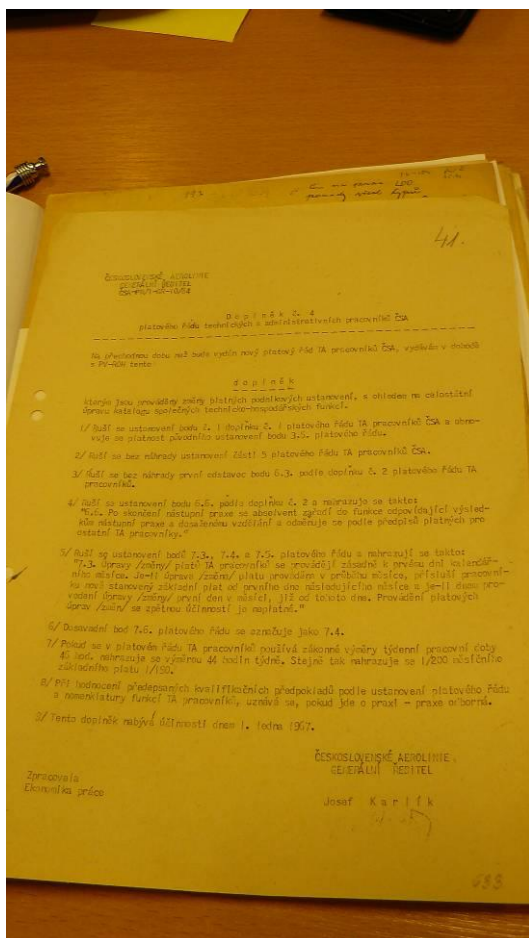 41.
ČESKOSLOVENSKÉ AEROLINIE
GENERÁLNÍ ŘEDITEL
D o p l n ě k č. 4
platového řádu technických a administrativních pracovníků ČSA
Na přechodnou dobu než bude vydán nový platový řád TA pracovníků ČSA, vydávám v dohodě
s PV-ROH tento
d o p l n ě k
kterým jsou prováděny změny platných podnikových ustanovení, s ohledem na celostátní
úpravu katalogu společných technicko-hospodářských funkcí.
1/ Ruší se ustanovení bodu č. 1 doplňku č. 1 platového řádu TA pracovníků ČSA a obno-
vuje se platnost původního ustanovení bodu 3.5. platového řádu.
2/ Ruší se bez náhrady ustanovení části 5 platového řádu TA pracovníků ČSA.
3/ Ruší se bez náhrady první odstavec bodu 6.3. podle doplňku č. 2 platového řádu TA
pracovníků.
4/ Ruší se ustanovení bodu 6.6. podle doplňku č. 2 a nahrazuje se takto:
"6.6. Po skončení nástupní praxe se absolvent zařadí do funkce odpovídající výsled-
kům nástupní praxe a dosaženému vzdělání a odměňuje se podle předpisů platných pro
ostatní TA pracovníky."
5/ Ruší se ustanovení bodů 7.3., 7.4. a 7.5. platového řádu a nahrazují se takto:
"7.3. Úpravy /změny/ platů TA pracovníků se provádějí zásadně k prvému dni kalendář-
ního měsíce. Je-li úprava /změna/ platu prováděna v průběhu měsíce, přísluší pracovní-
ku nově stanovený základní plat od prvního dne následujícího měsíce a je-li dnem pro-
vedení úpravy /změny/ první den v měsíci, již od tohoto dne. Provádění platových
úprav /změn/ se zpětnou účinností je nepřípustné."
6/ Dosavadní bod 7.6. platového řádu se označuje jako 7.4.
7/ Pokud se v platovém řádu TA pracovníků používá zákonné výměry týdenní pracovní doby
46 hod. nahrazuje se výměrou 44 hodin týdně. Stejně tak nahrazuje se 1/200 měsíčního
základního platu 1/190.
8/ Při hodnocení předepsaných kvalifikačních předpokladů podle ustanovení platového řádu
a nomenklatury funkcí TA pracovníků, uznává se, pokud jde o praxi - praxe odborná.
9/ Tento doplněk nabývá účinnosti dnem 1. ledna 1967.
ČESKOSLOVENSKÉ AEROLINIE
GENERÁLNÍ ŘEDITEL
Zpracovala
Ekonomika práce
Josef K a r l í k
633